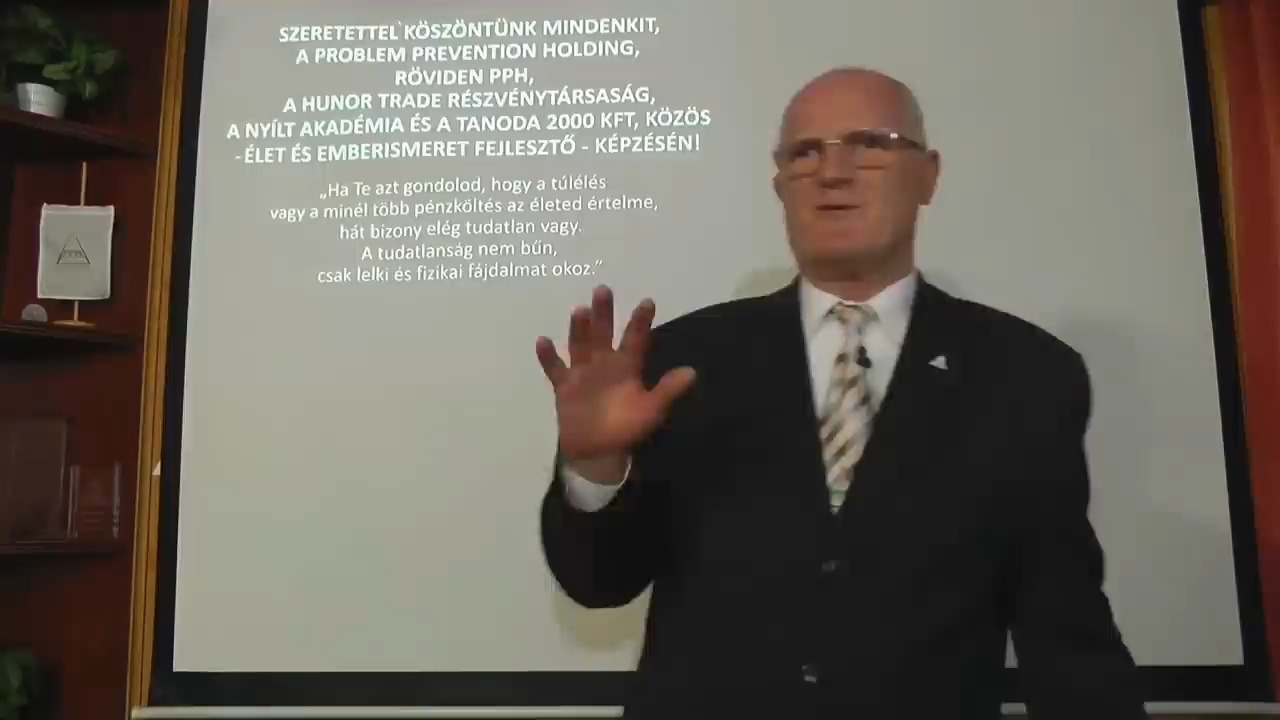 SZERETETTEL KÖSZÖNTÜNK MINDENKIT,
A PROBLEM PREVENTION HOLDING,
RÖVIDEN PPH,
A HUNOR TRADE RÉSZVÉNYTÁRSASÁG,
A NYÍLT AKADÉMIA ÉS A TANODA 2000 KFT, KÖZÖS
-ÉLET ÉS EMBERISMERET FEJLESZTŐ - KÉPZÉSÉN!
„Ha Te azt gondolod, hogy a túlélés
vagy a minél több pénzköltés az életed értelme,
hát bizony elég tudatlan vagy.
A tudatlanság nem bűn,
csak lelki és fizikai fájdalmat okoz.”